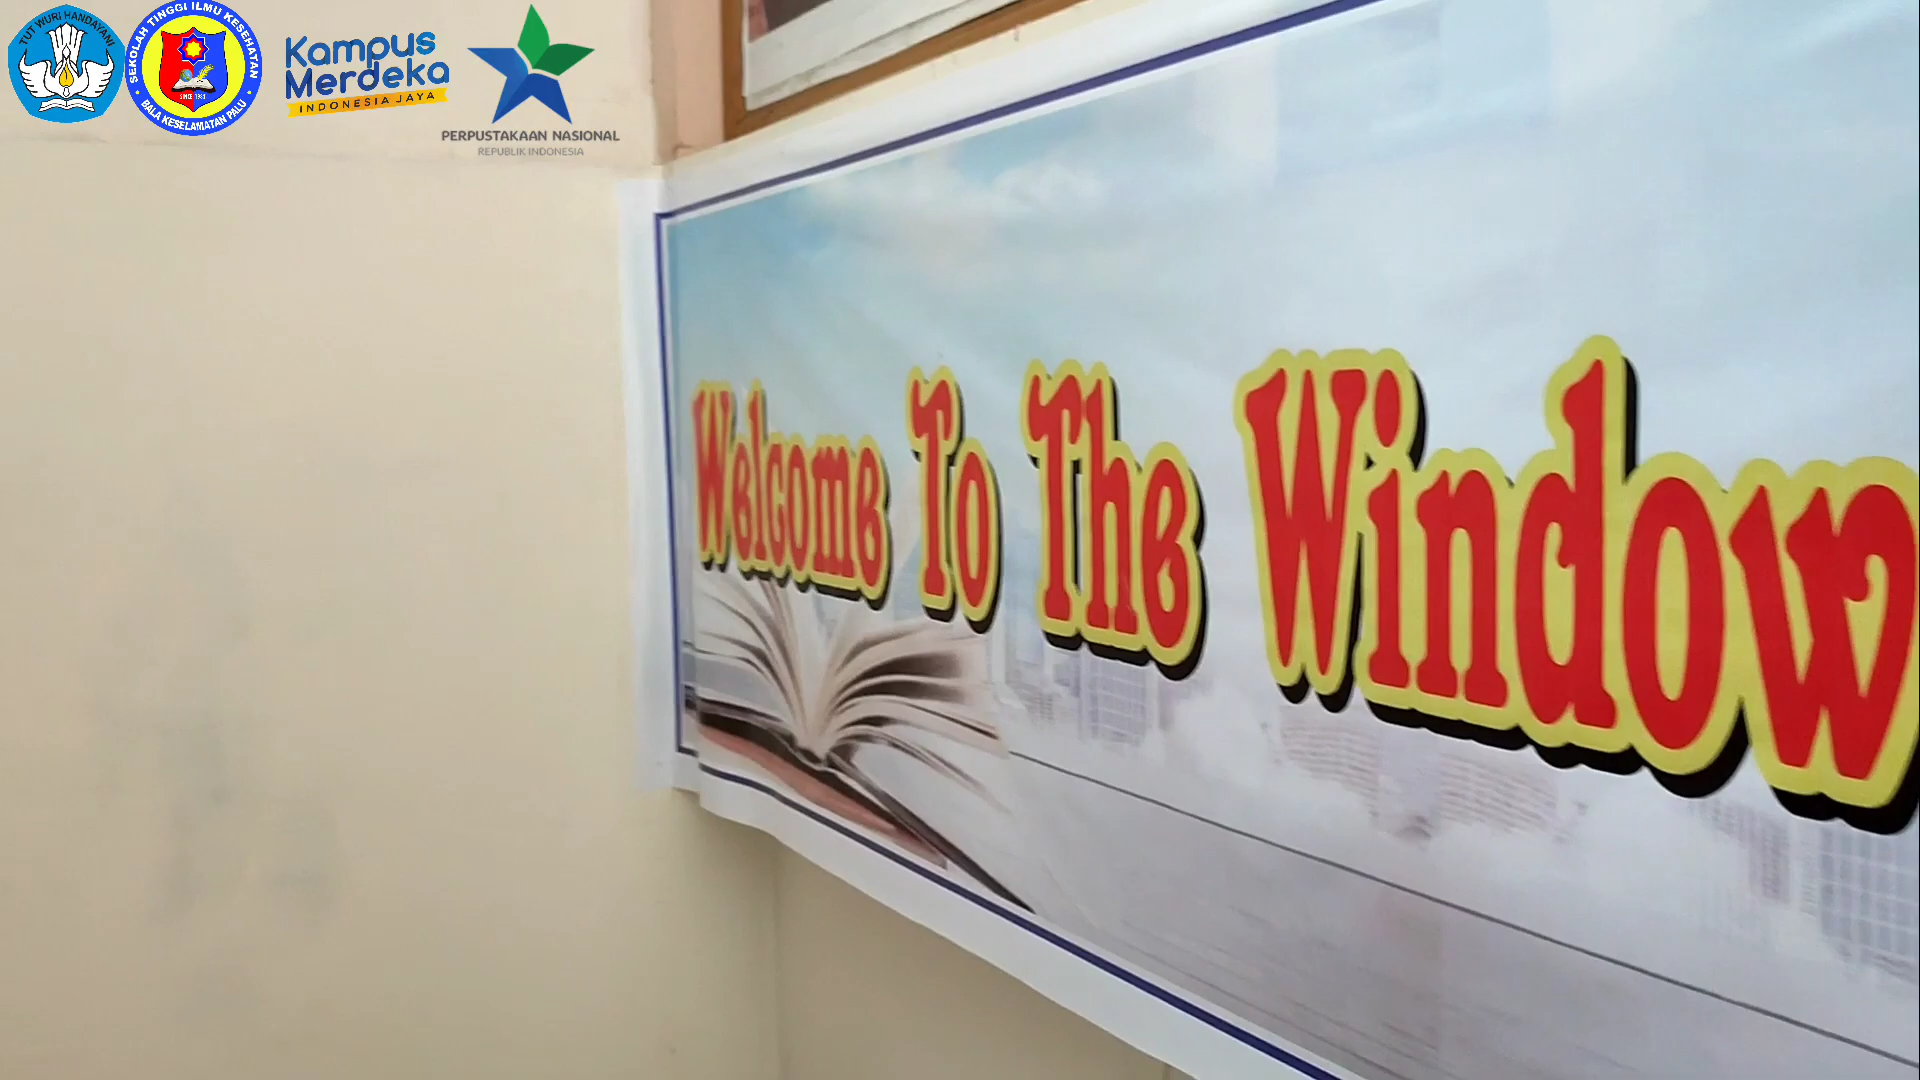 TUT WURI HANDAYANI
SEKOLAH TINGGI ILMU KESEHATAN
SINCE
BALA KESELAMATAN PALU
Kampus
Merdeka
INDONESIA JAYA
PERPUSTAKAAN NASIONAL
REPUBLIK INDONESIA
Welcome To The Window